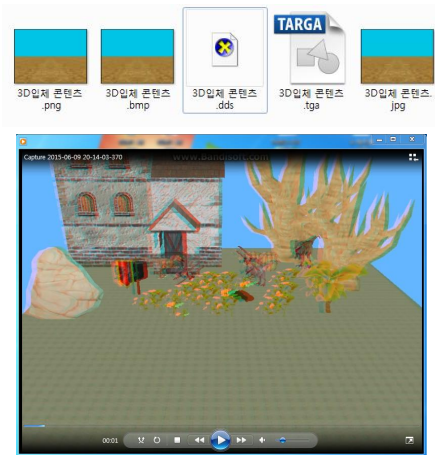 TARGA
3D입체 콘텐츠
.png
3D입체 콘텐츠
.bmp
3D입체 콘텐츠
.dds
3D입체 콘텐츠
.tga
3D입체 콘텐츠.
jpg
Capture 2015-06-09 20-14-03-370
www.Bandisoft.com
00:01